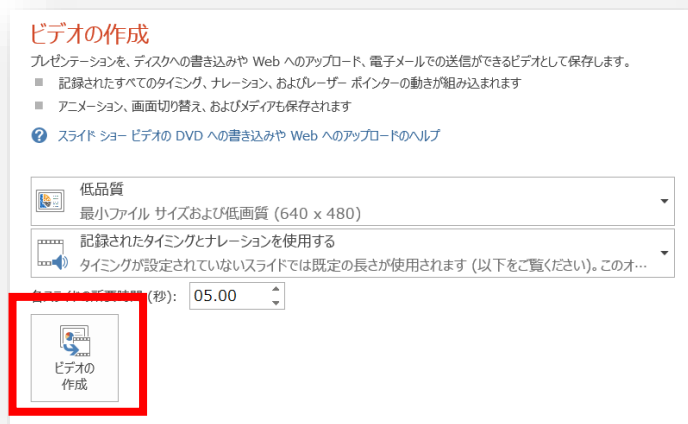 ビデオの作成
プレゼンテーションを、ディスクへの書き込みや Web へのアップロード、電子メールでの送信ができるビデオとして保存します。
記録されたすべてのタイミング、ナレーション、およびレーザー ポインターの動きが組み込まれます
アニメーション、画面切り替え、およびメディアも保存されます
スライド ショー ビデオの DVD への書き込みや Web へのアップロードのヘルプ
低品質
最小ファイル サイズおよび低画質 (640 x 480)
記録されたタイミングとナレーションを使用する
タイミングが設定されていないスライドでは既定の長さが使用されます (以下をご覧ください)。このオ…
(秒): 05.00
ビデオの
作成